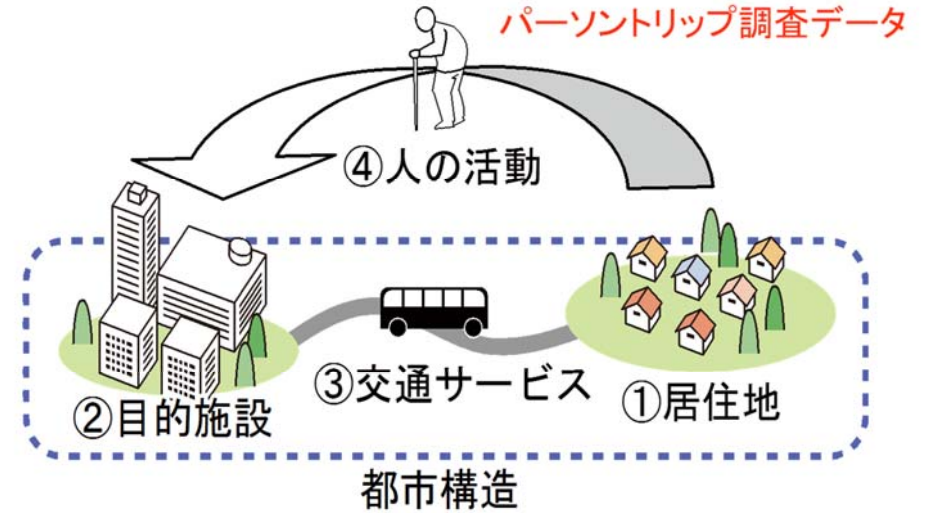 パーソントリップ調査データ
④人の活動
③交通サービス
①居住地
②目的施設
都市構造